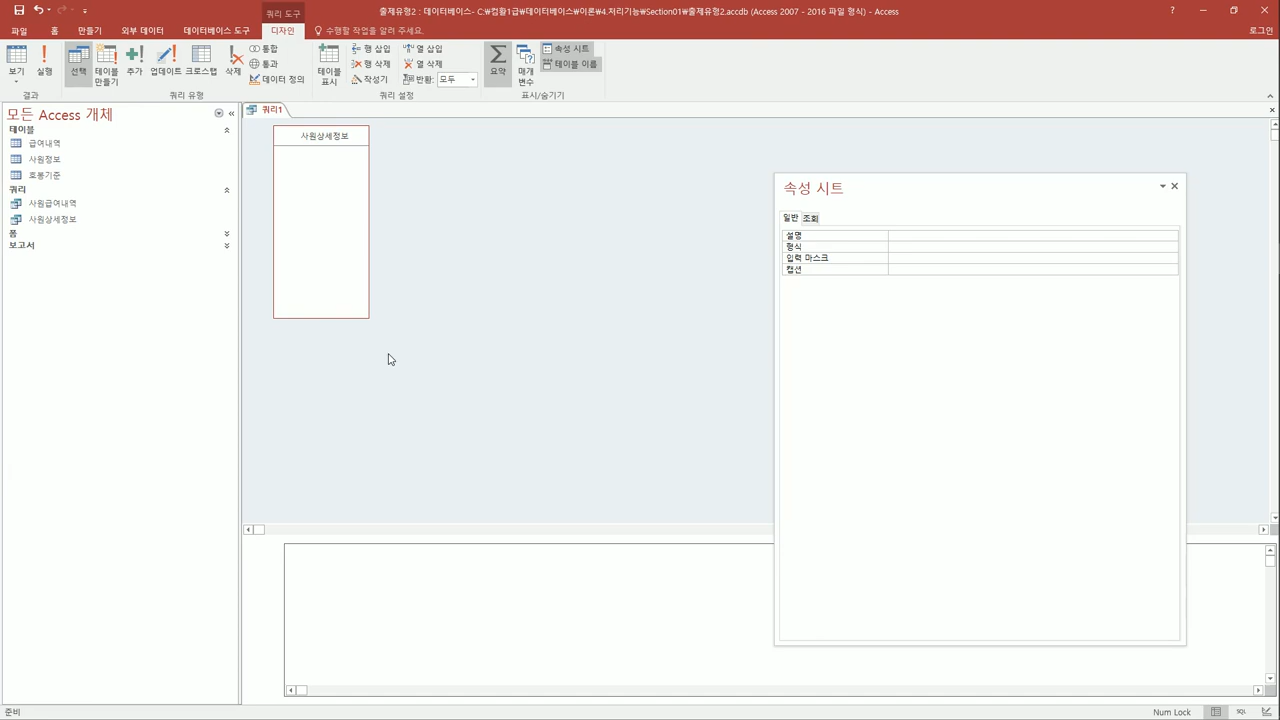 쿼리 도구
출제유형2 : 데이터베이스- C:₩컴활1급₩데이터베이스₩이론₩4.처리기능₩Section01₩출제유형2.accdb (Access 2007 - 2016 파일 형식) - Access
파일 홈 만들기 외부 데이터 데이터베이스 도구 디자인 수행할 작업을 알려 주세요. 로그인
보기
실행
결과
선택
테이블
만들기
추가
업데이트
크로스탭
삭제
통합
통과
데이터 정의
쿼리 유형
테이블
표시
행 삽입
행 삭제
작성기
열 삽입
열 삭제
반환: 모두
쿼리 설정
요약
매개
변수
속성 시트
테이블 이름
표시/숨기기
모든 Access 개체
테이블
급여내역
사원정보
호봉기준
쿼리
사원급여내역
사원상세정보
폼
보고서
쿼리1
사원상세정보
속성 시트
일반 조회
설명
형식
입력 마스크
캡션
준비
Num Lock
SQL